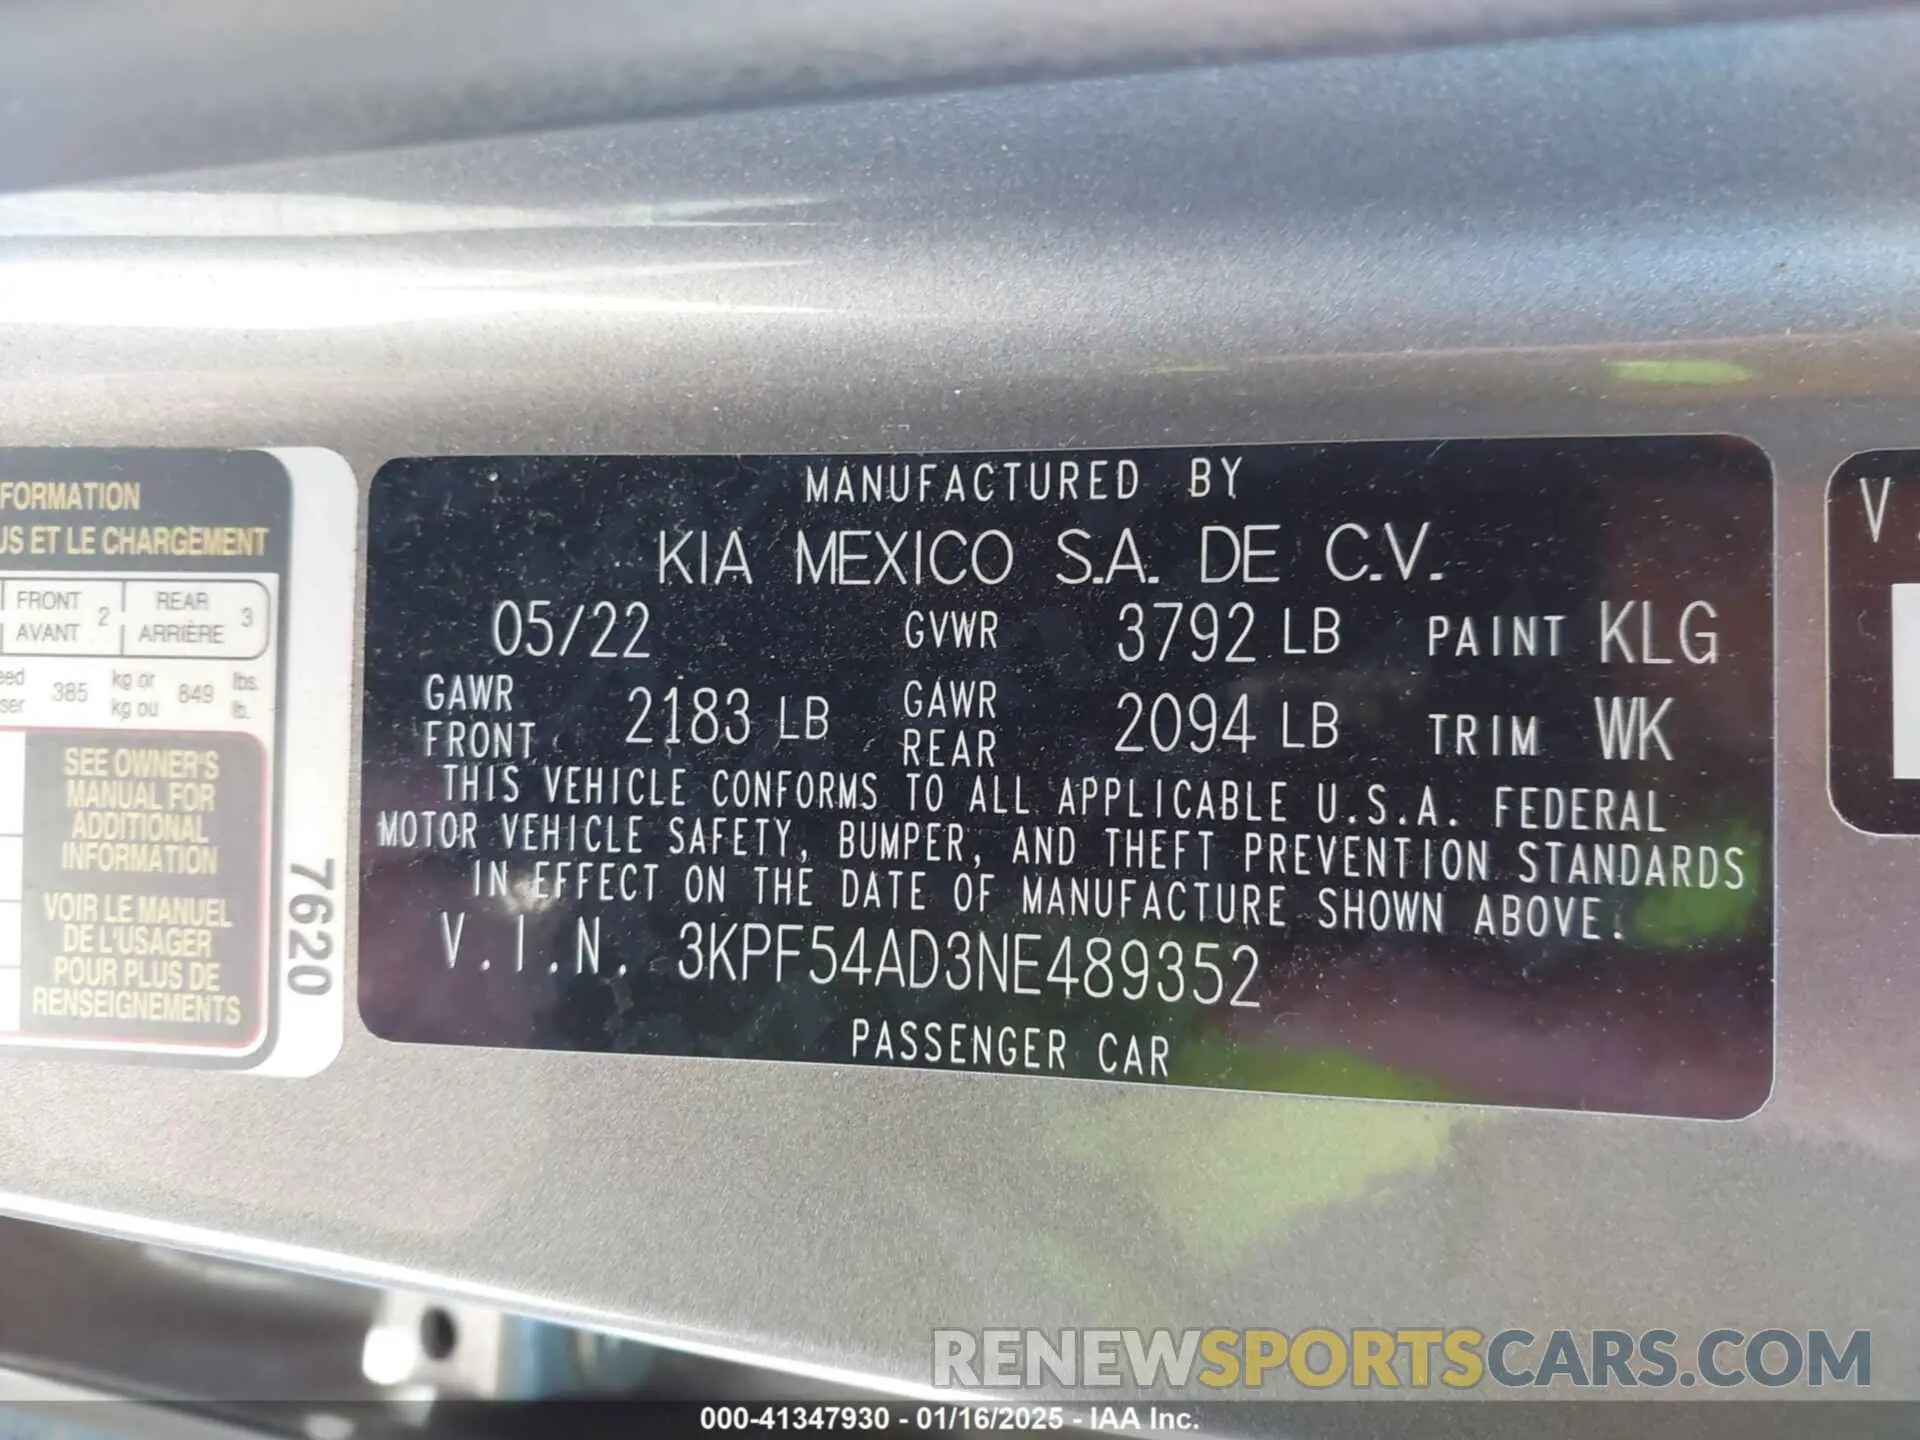 FORMATION
US ET LE CHARGEMENT
FRONT 2 REAR 3
AVANT ARRIÈRE
385 kg or 849 lbs.
kg ou lb.
SEE OWNER'S
MANUAL FOR
ADDITIONAL
INFORMATION
VOIR LE MANUEL
DE L'USAGER
POUR PLUS DE
RENSEIGNEMENTS
7620
MANUFACTURED BY
KIA MEXICO S.A. DE C.V.
05/22 GVWR 3792 LB PAINT KLG
GAWR FRONT 2183 LB GAWR REAR 2094 LB TRIM WK
THIS VEHICLE CONFORMS TO ALL APPLICABLE U.S.A. FEDERAL
MOTOR VEHICLE SAFETY, BUMPER, AND THEFT PREVENTION STANDARDS
IN EFFECT ON THE DATE OF MANUFACTURE SHOWN ABOVE.
V.I.N. 3KPF54AD3NE489352
PASSENGER CAR
V.
RENEWSPORTSCARS.COM
000-41347930 - 01/16/2025 - IAA Inc.